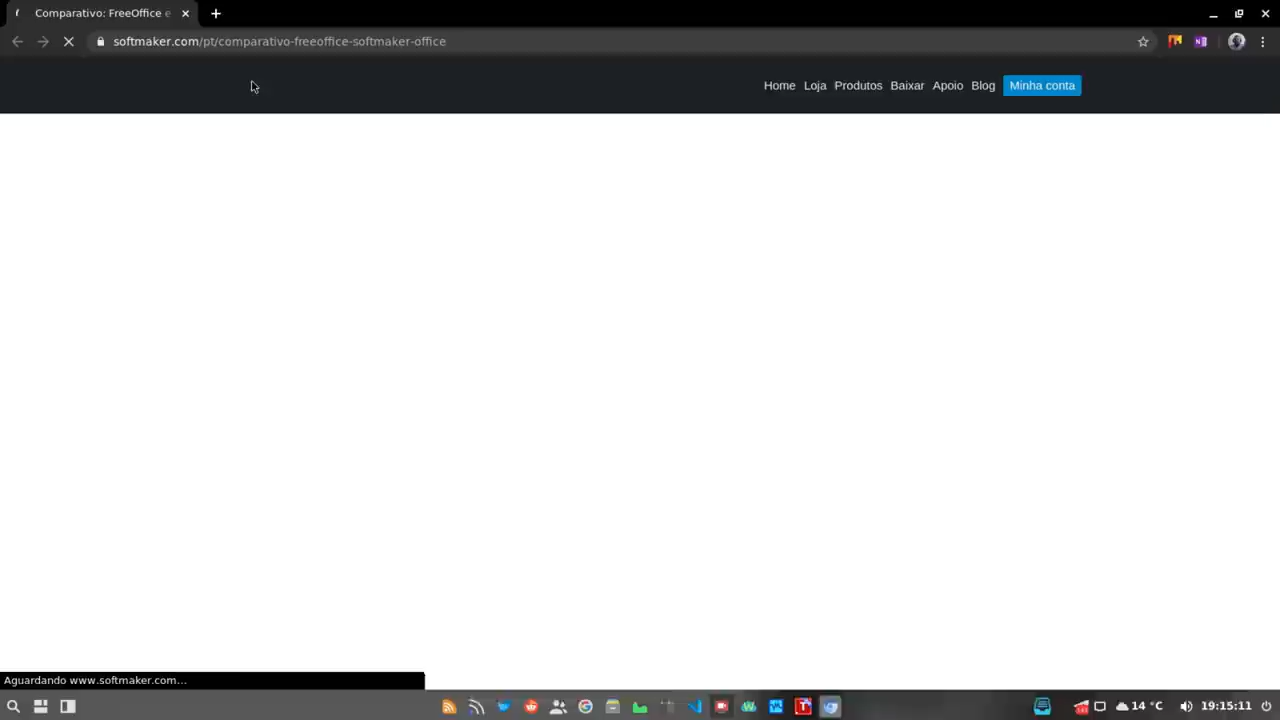 Comparativo: FreeOffice e
softmaker.com/pt/comparativo-freeoffice-softmaker-office
Home Loja Produtos Baixar Apoio Blog Minha conta
Aguardando www.softmaker.com...
14 °C 19:15:11